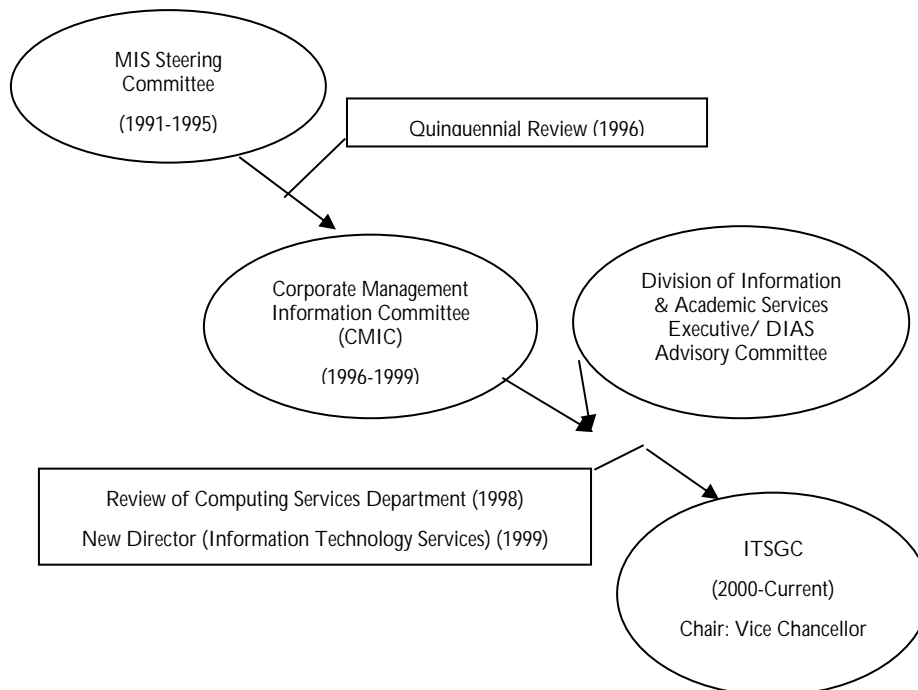 MIS Steering
Committee
(1991-1995)
Quinquennial Review (1996)
Corporate Management
Information Committee
(CMIC)
(1996-1999)
Division of Information
& Academic Services
Executive/ DIAS
Advisory Committee
Review of Computing Services Department (1998)
New Director (Information Technology Services) (1999)
ITSGC
(2000-Current)
Chair: Vice Chancellor